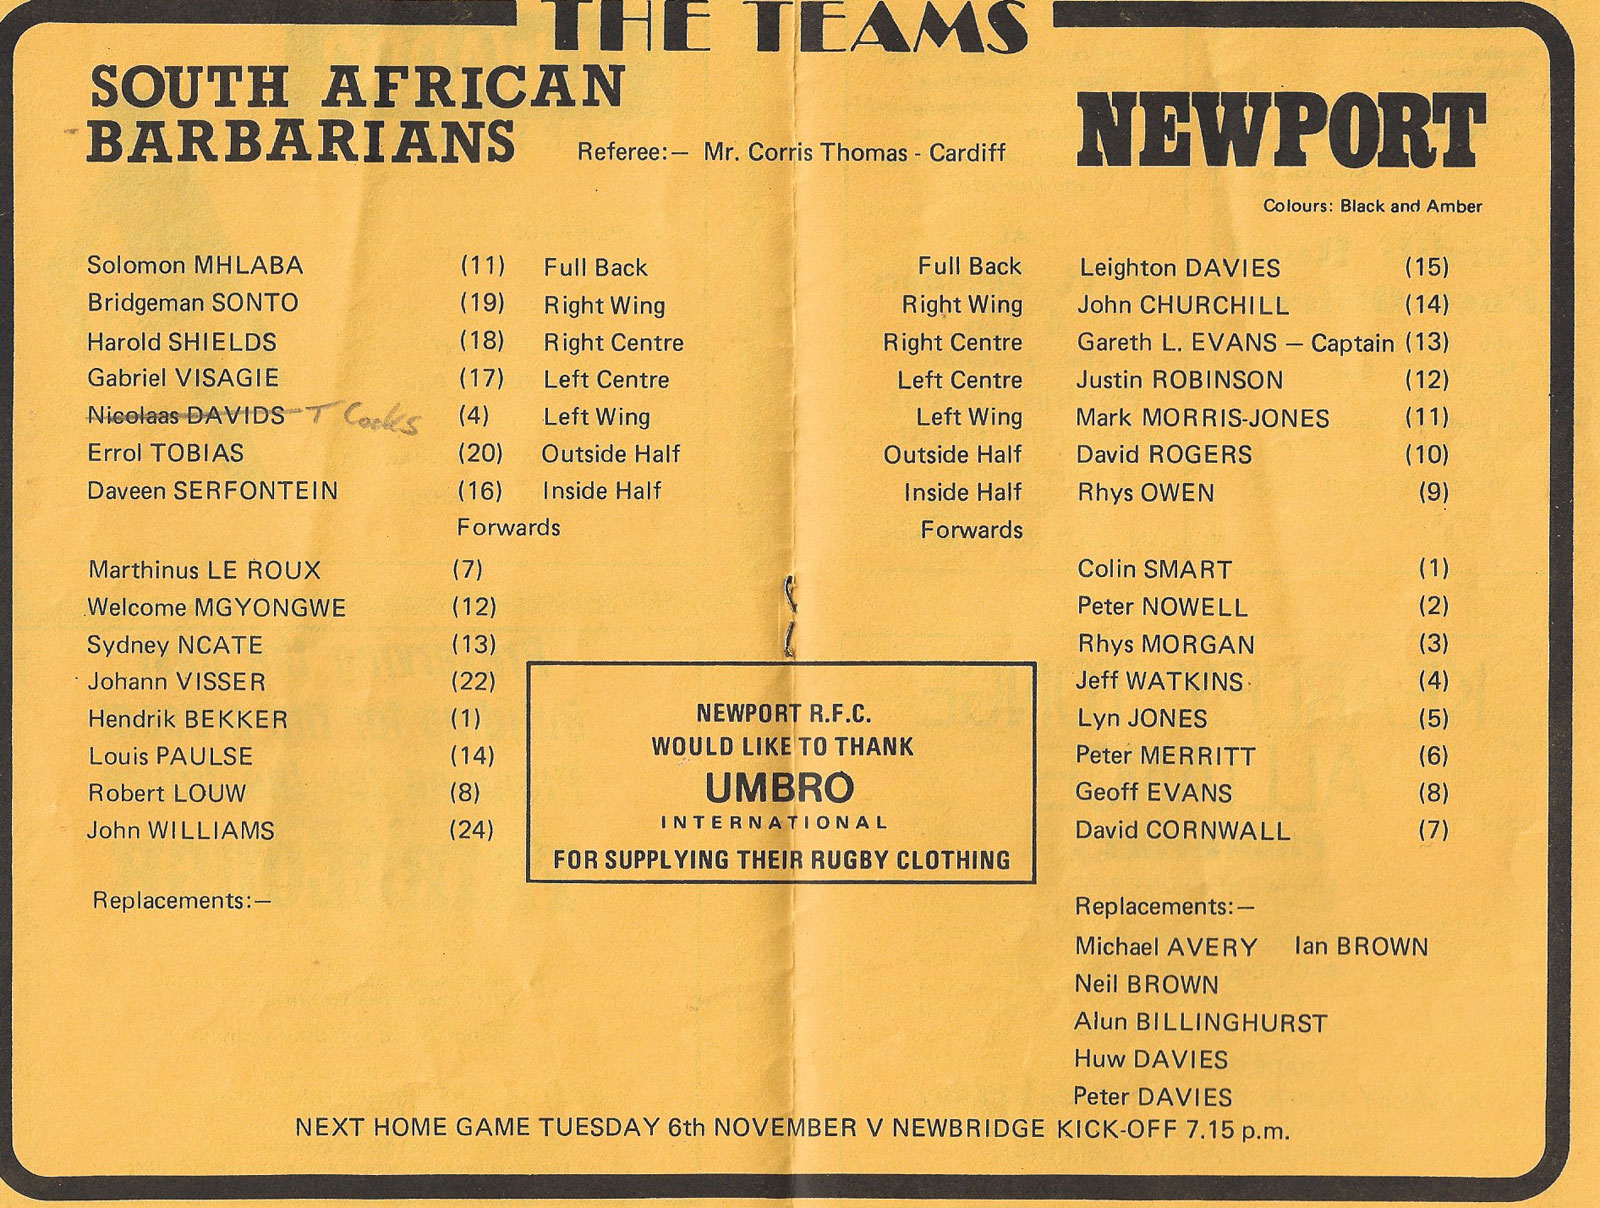 THE TEAMS
SOUTH AFRICAN
BARBARIANS
Referee:— Mr. Corris Thomas - Cardiff
NEWPORT
Colours: Black and Amber
Solomon MHLABA (11) Full Back
Bridgeman SONTO (19) Right Wing
Harold SHIELDS (18) Right Centre
Gabriel VISAGIE (17) Left Centre
Nicolaas DAVIDS T Cocks (4) Left Wing
Errol TOBIAS (20) Outside Half
Daveen SERFONTEIN (16) Inside Half
Forwards
Marthinus LE ROUX (7)
Welcome MGYONGWE (12)
Sydney NCATE (13)
Johann VISSER (22)
Hendrik BEKKER (1)
Louis PAULSE (14)
Robert LOUW (8)
John WILLIAMS (24)
Replacements:—
Full Back Leighton DAVIES (15)
Right Wing John CHURCHILL (14)
Right Centre Gareth L. EVANS — Captain (13)
Left Centre Justin ROBINSON (12)
Left Wing Mark MORRIS-JONES (11)
Outside Half David ROGERS (10)
Inside Half Rhys OWEN (9)
Forwards
Colin SMART (1)
Peter NOWELL (2)
Rhys MORGAN (3)
Jeff WATKINS (4)
Lyn JONES (5)
Peter MERRITT (6)
Geoff EVANS (8)
David CORNWALL (7)
Replacements:—
Michael AVERY Ian BROWN
Neil BROWN
Alun BILLINGHURST
Huw DAVIES
Peter DAVIES
NEWPORT R.F.C.
WOULD LIKE TO THANK
UMBRO
INTERNATIONAL
FOR SUPPLYING THEIR RUGBY CLOTHING
NEXT HOME GAME TUESDAY 6th NOVEMBER V NEWBRIDGE KICK-OFF 7.15 p.m.